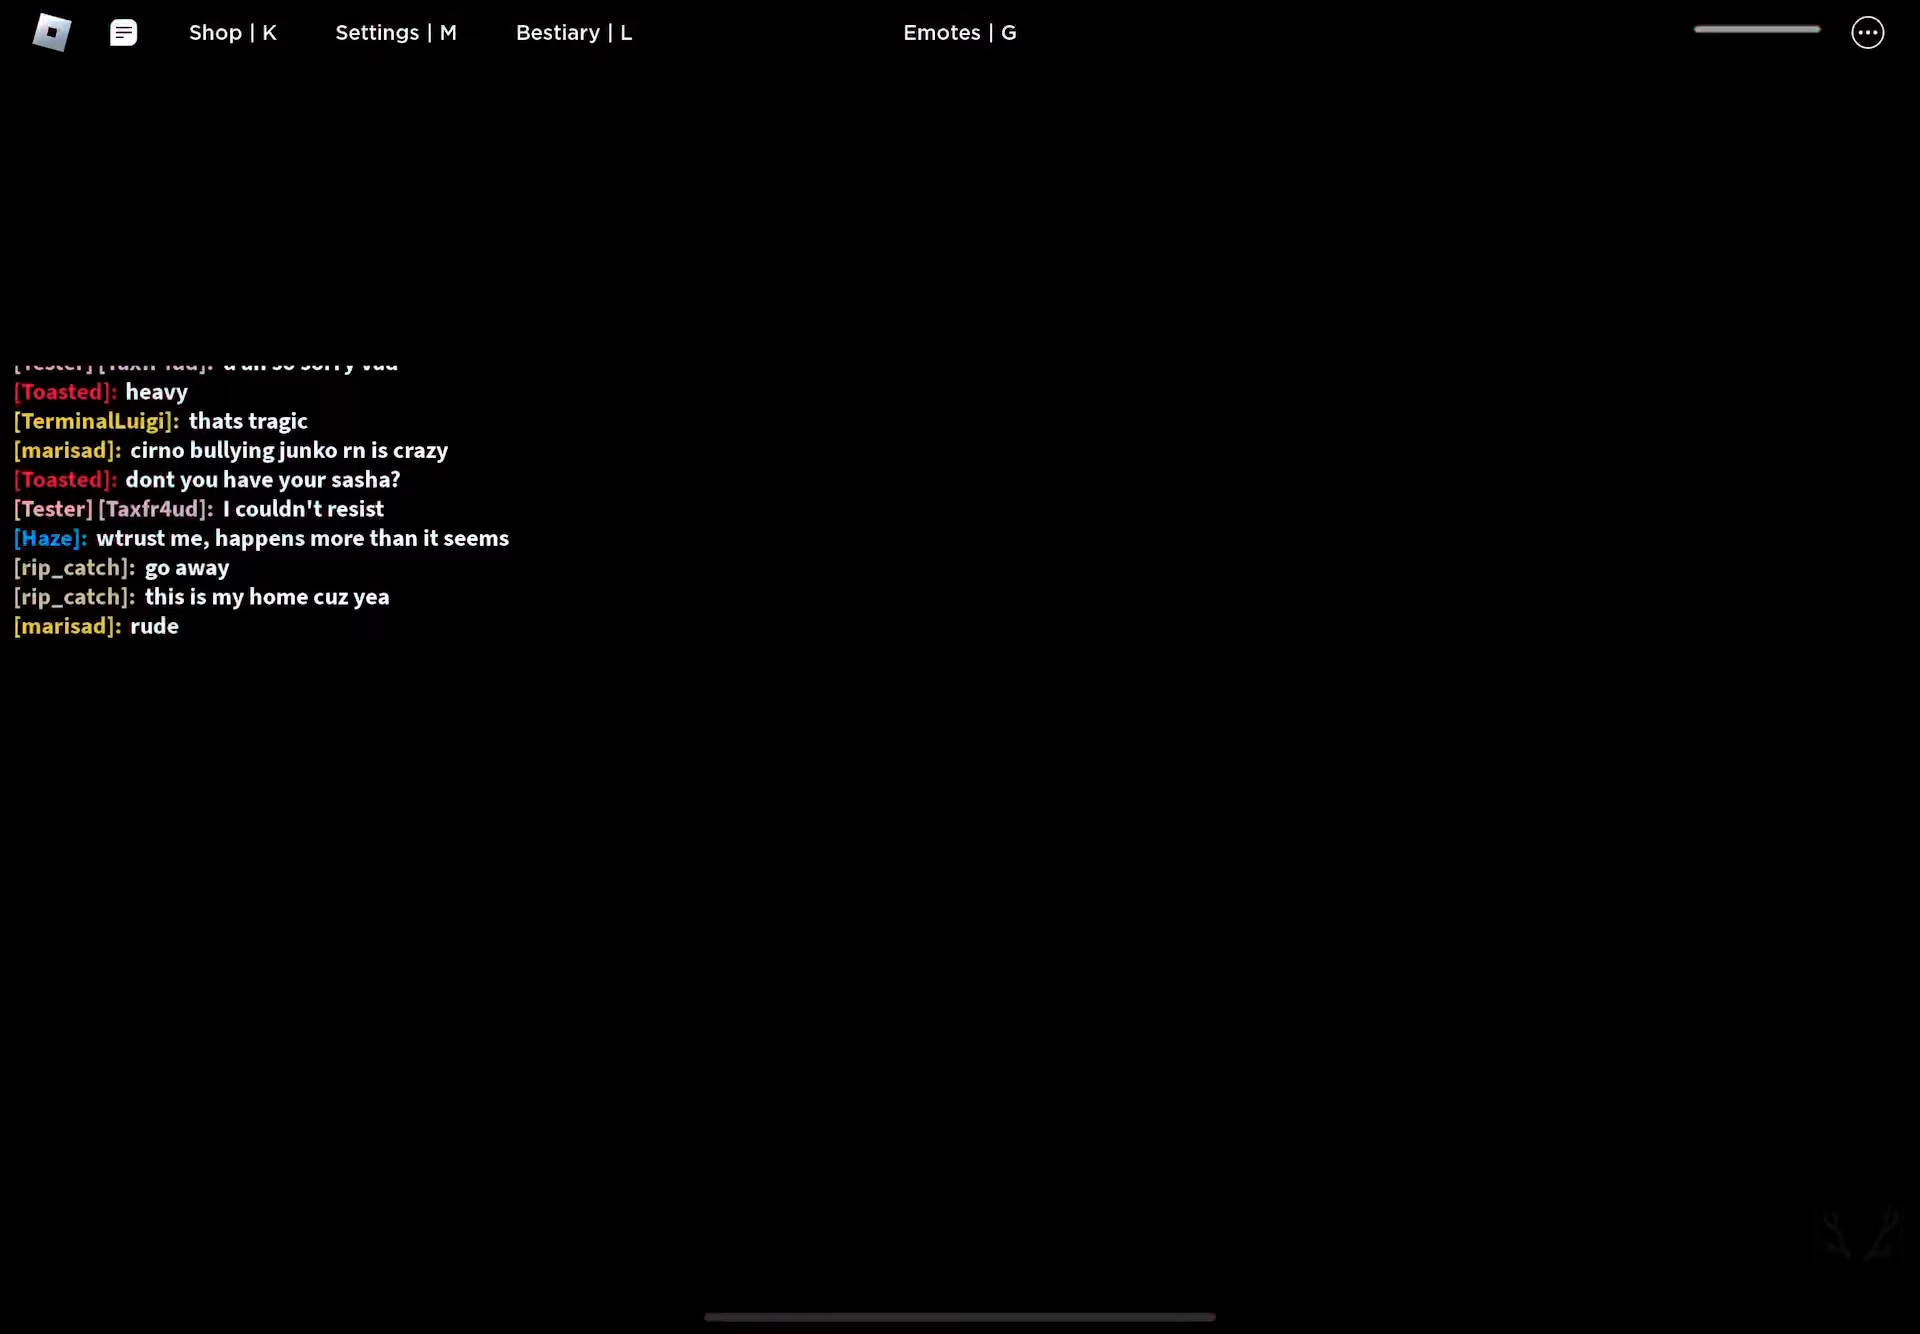 Shop | K
Settings | M
Bestiary | L
Emotes | G
[Toasted]: heavy
[TerminalLuigi]: thats tragic
[marisad]: cirno bullying junko rn is crazy
[Toasted]: dont you have your sasha?
[Tester] [Taxfr4ud]: I couldn't resist
[Haze]: wtrust me, happens more than it seems
[rip_catch]: go away
[rip_catch]: this is my home cuz yea
[marisad]: rude